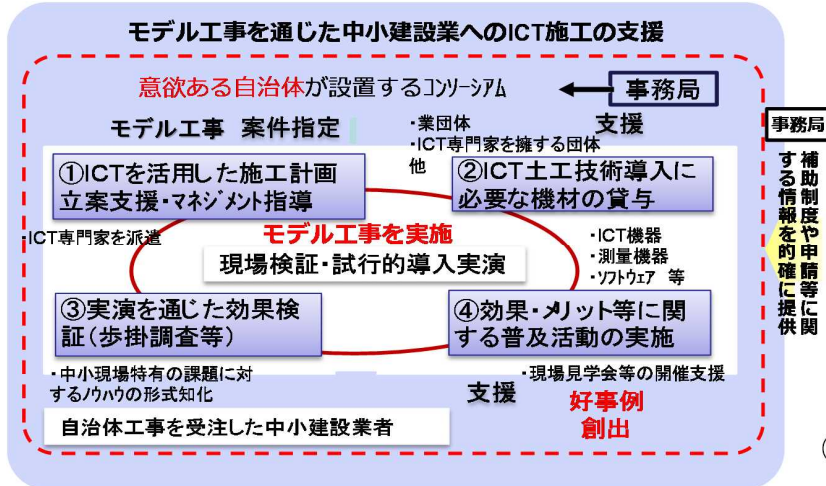 モデル工事を通じた中小建設業へのICT施工の支援
意欲ある自治体が設置するコンソーシアム
事務局
モデル工事 案件指定
・業団体
・ICT専門家を擁する団体
他
支援
①ICTを活用した施工計画
立案支援・マネジメント指導
②ICT土工技術導入に
必要な機材の貸与
・ICT専門家を派遣
モデル工事を実施
現場検証・試行的導入実演
・ICT機器
・測量機器
・ソフトウェア 等
③実演を通じた効果検
証(歩掛調査等)
④効果・メリット等に関
する普及活動の実施
・中小現場特有の課題に対
するノウハウの形式知化
支援
・現場見学会等の開催支援
好事例
創出
自治体工事を受注した中小建設業者
事務局
補助制度や申請等に関
する情報を的確に提供